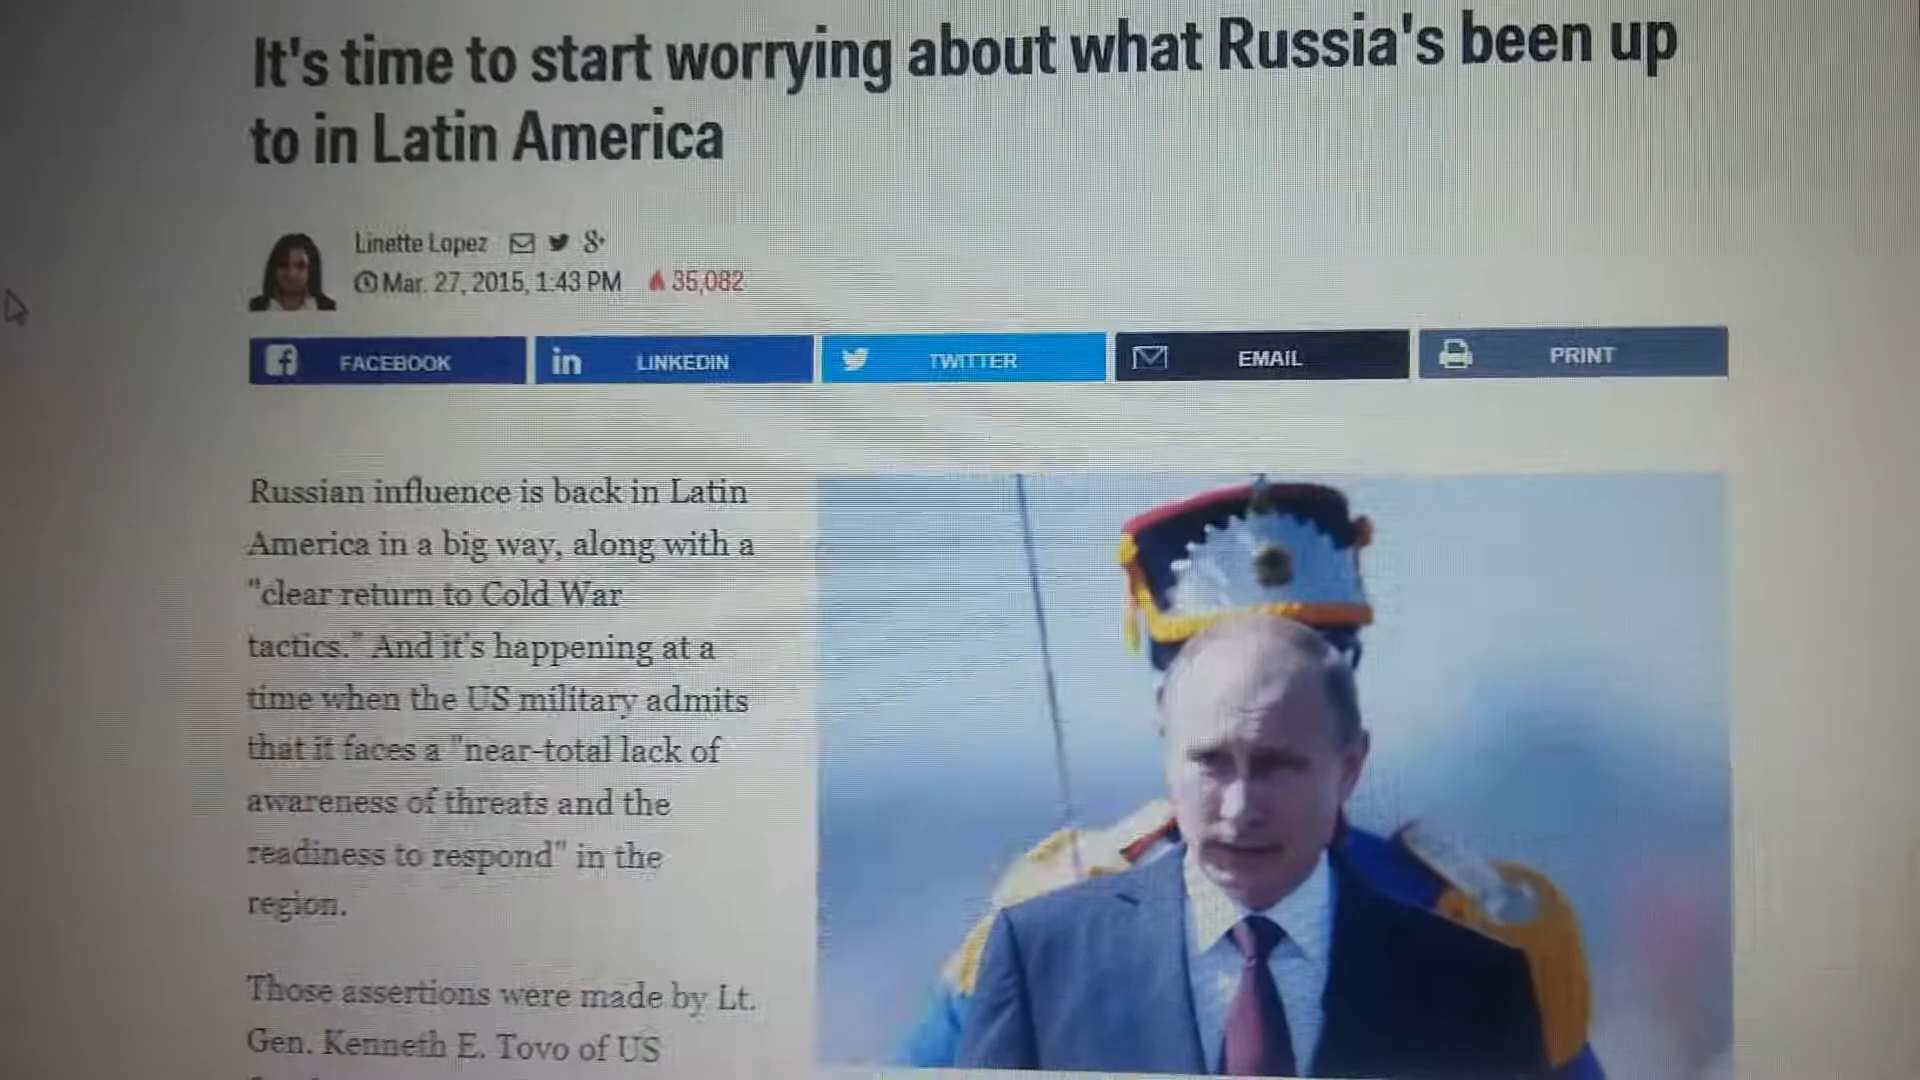 It's time to start worrying about what Russia's been up
to in Latin America
Linette Lopez
Mar. 27, 2015, 1:43 PM 35,082
FACEBOOK LINKEDIN TWITTER EMAIL PRINT
Russian influence is back in Latin
America in a big way, along with a
"clear return to Cold War
tactics." And it's happening at a
time when the US military admits
that it faces a "near-total lack of
awareness of threats and the
readiness to respond" in the
region.
Those assertions were made by Lt.
Gen. Kenneth E. Tovo of US